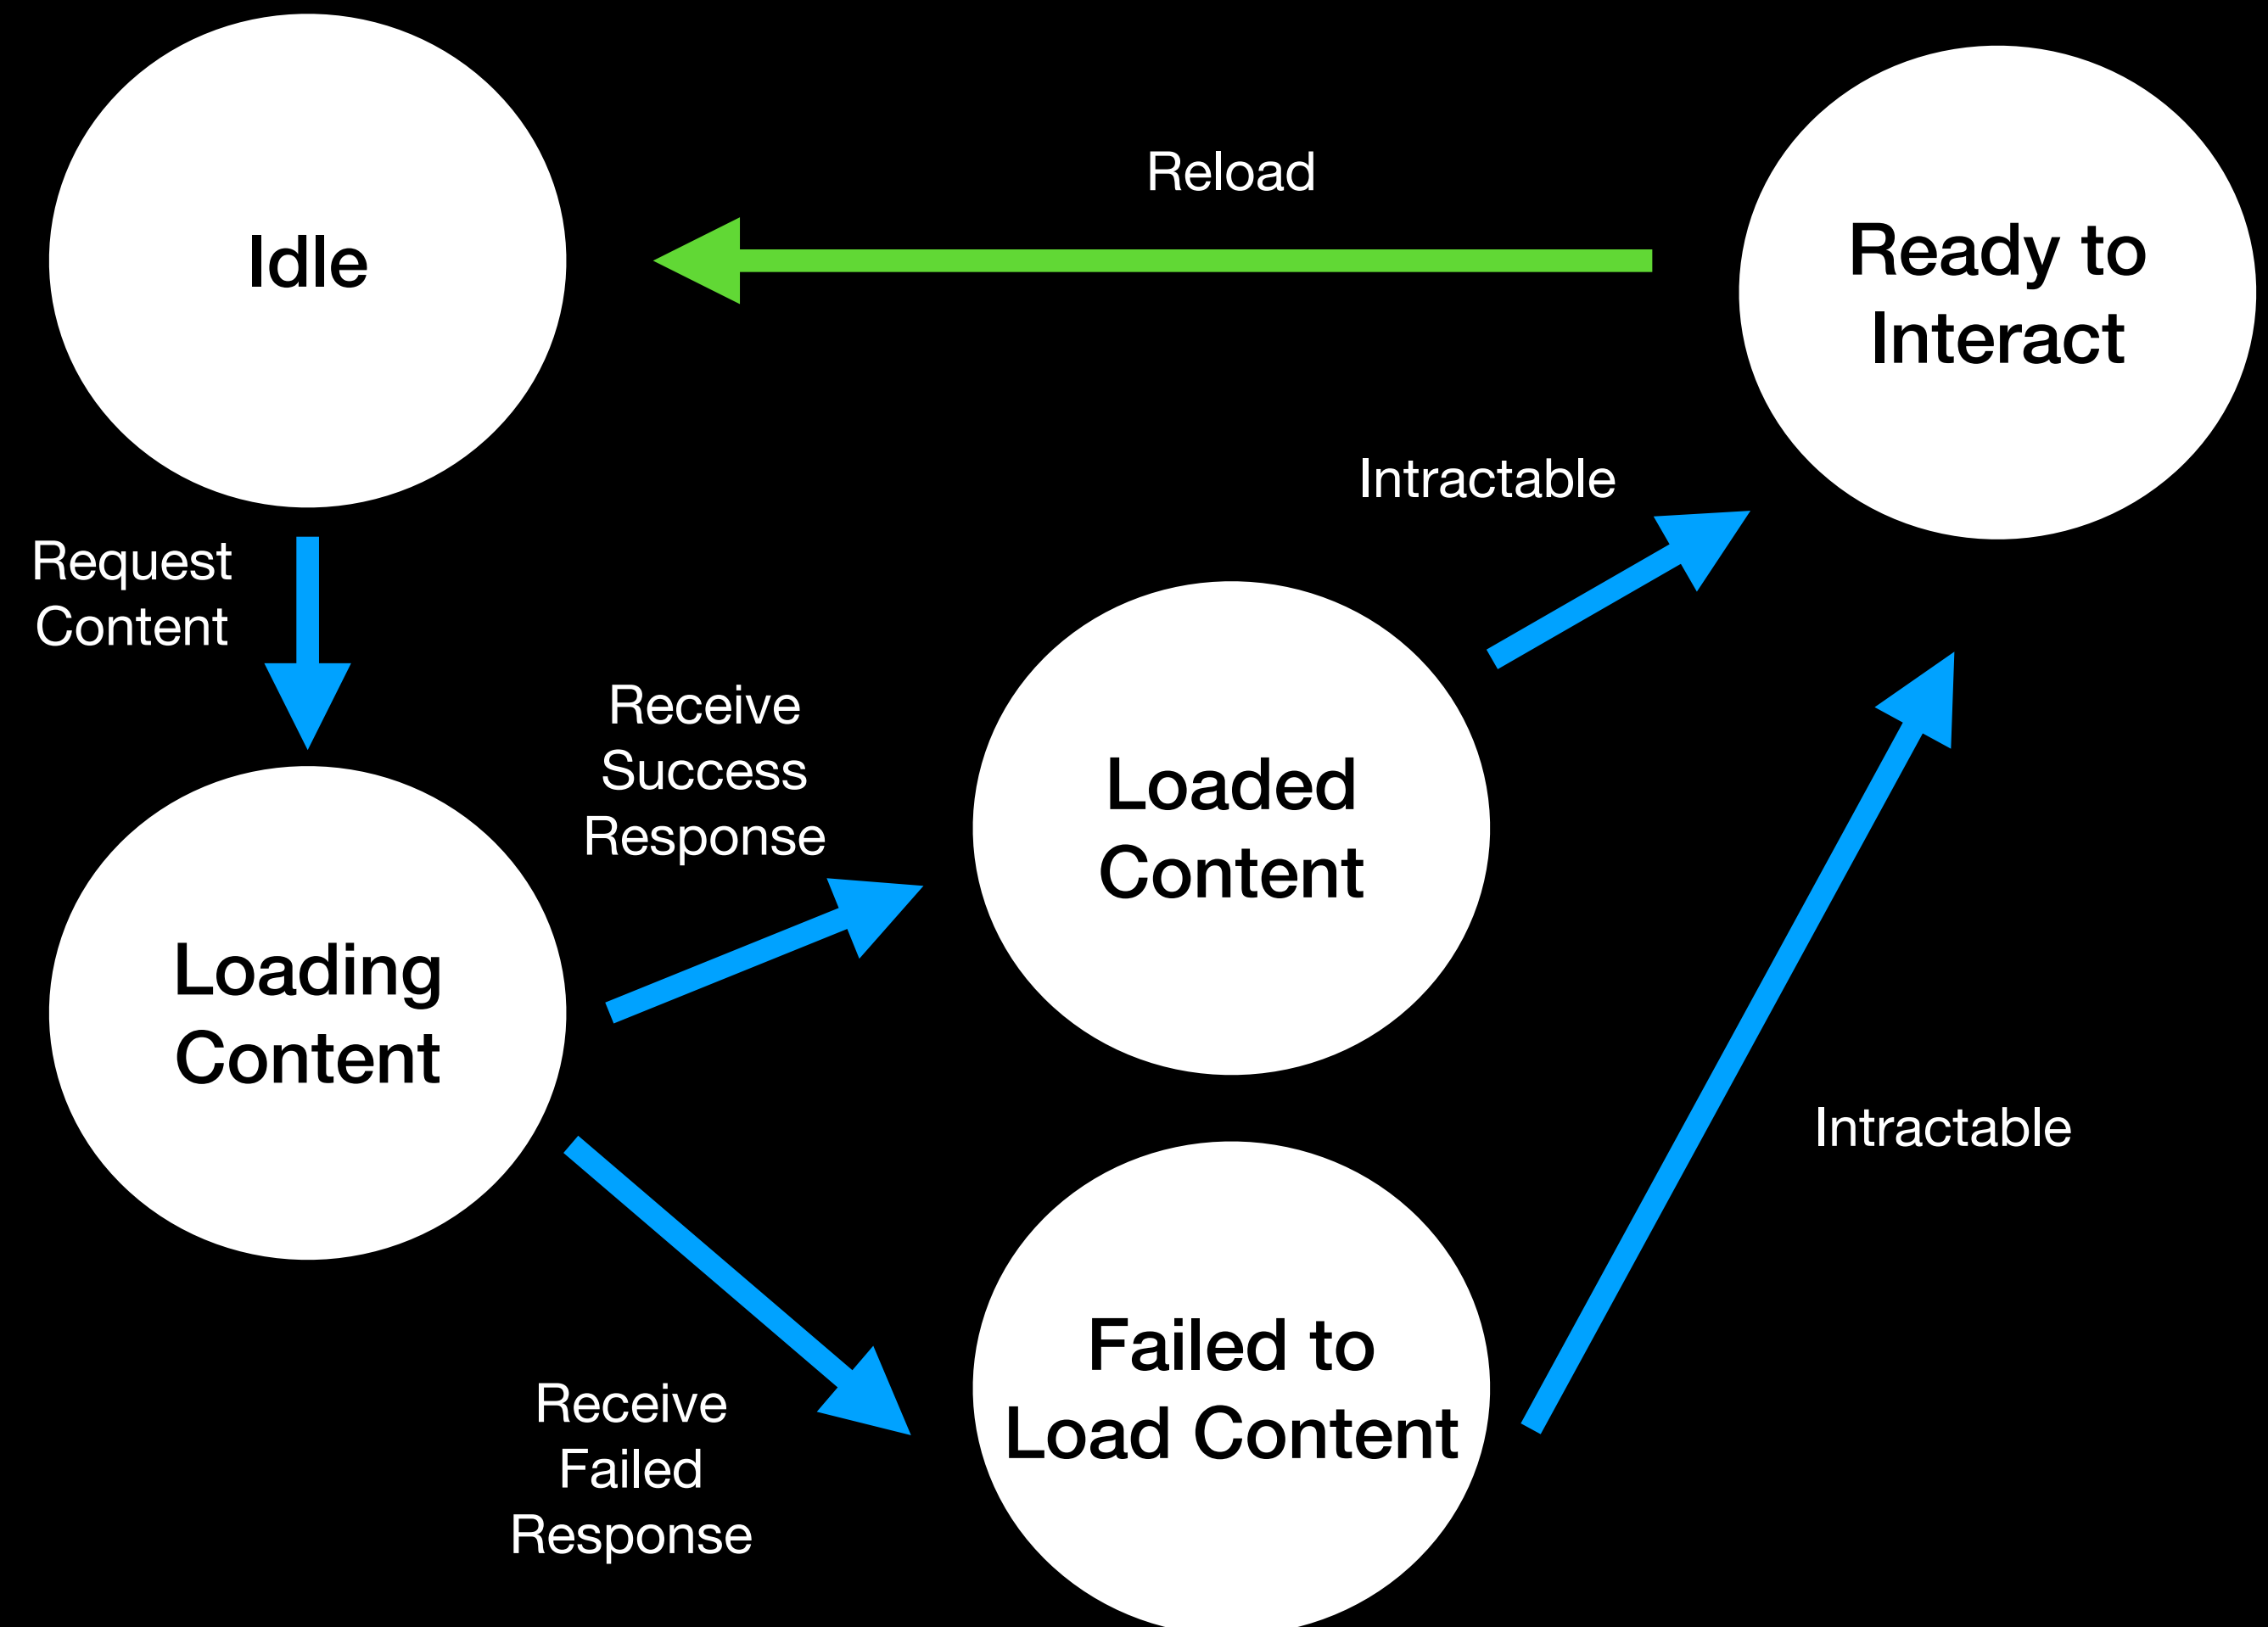 Idle
Reload
Ready to
Interact
Request
Content
Intractable
Receive
Success
Response
Loaded
Content
Loading
Content
Intractable
Failed to
Load Content
Receive
Failed
Response